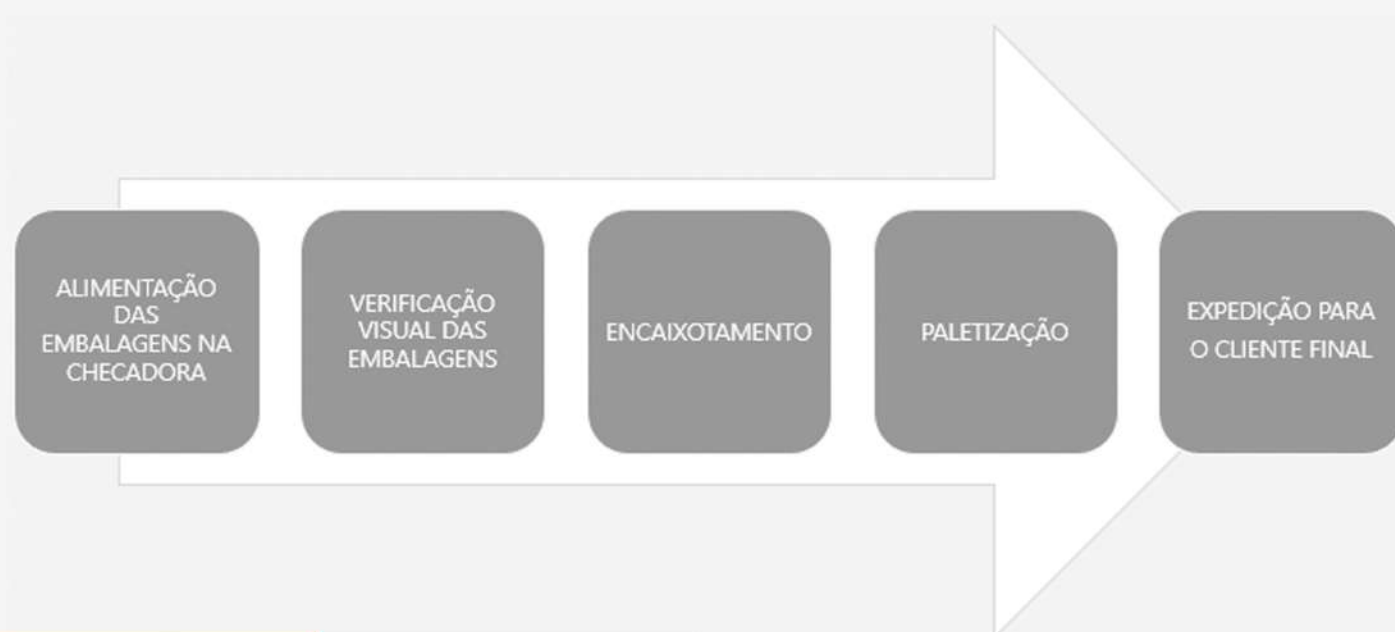 ALIMENTAÇÃO
DAS
EMBALAGENS NA
CHECADORA
VERIFICAÇÃO
VISUAL DAS
EMBALAGENS
ENCAIXOTAMENTO
PALETIZAÇÃO
EXPEDIÇÃO PARA
O CLIENTE FINAL